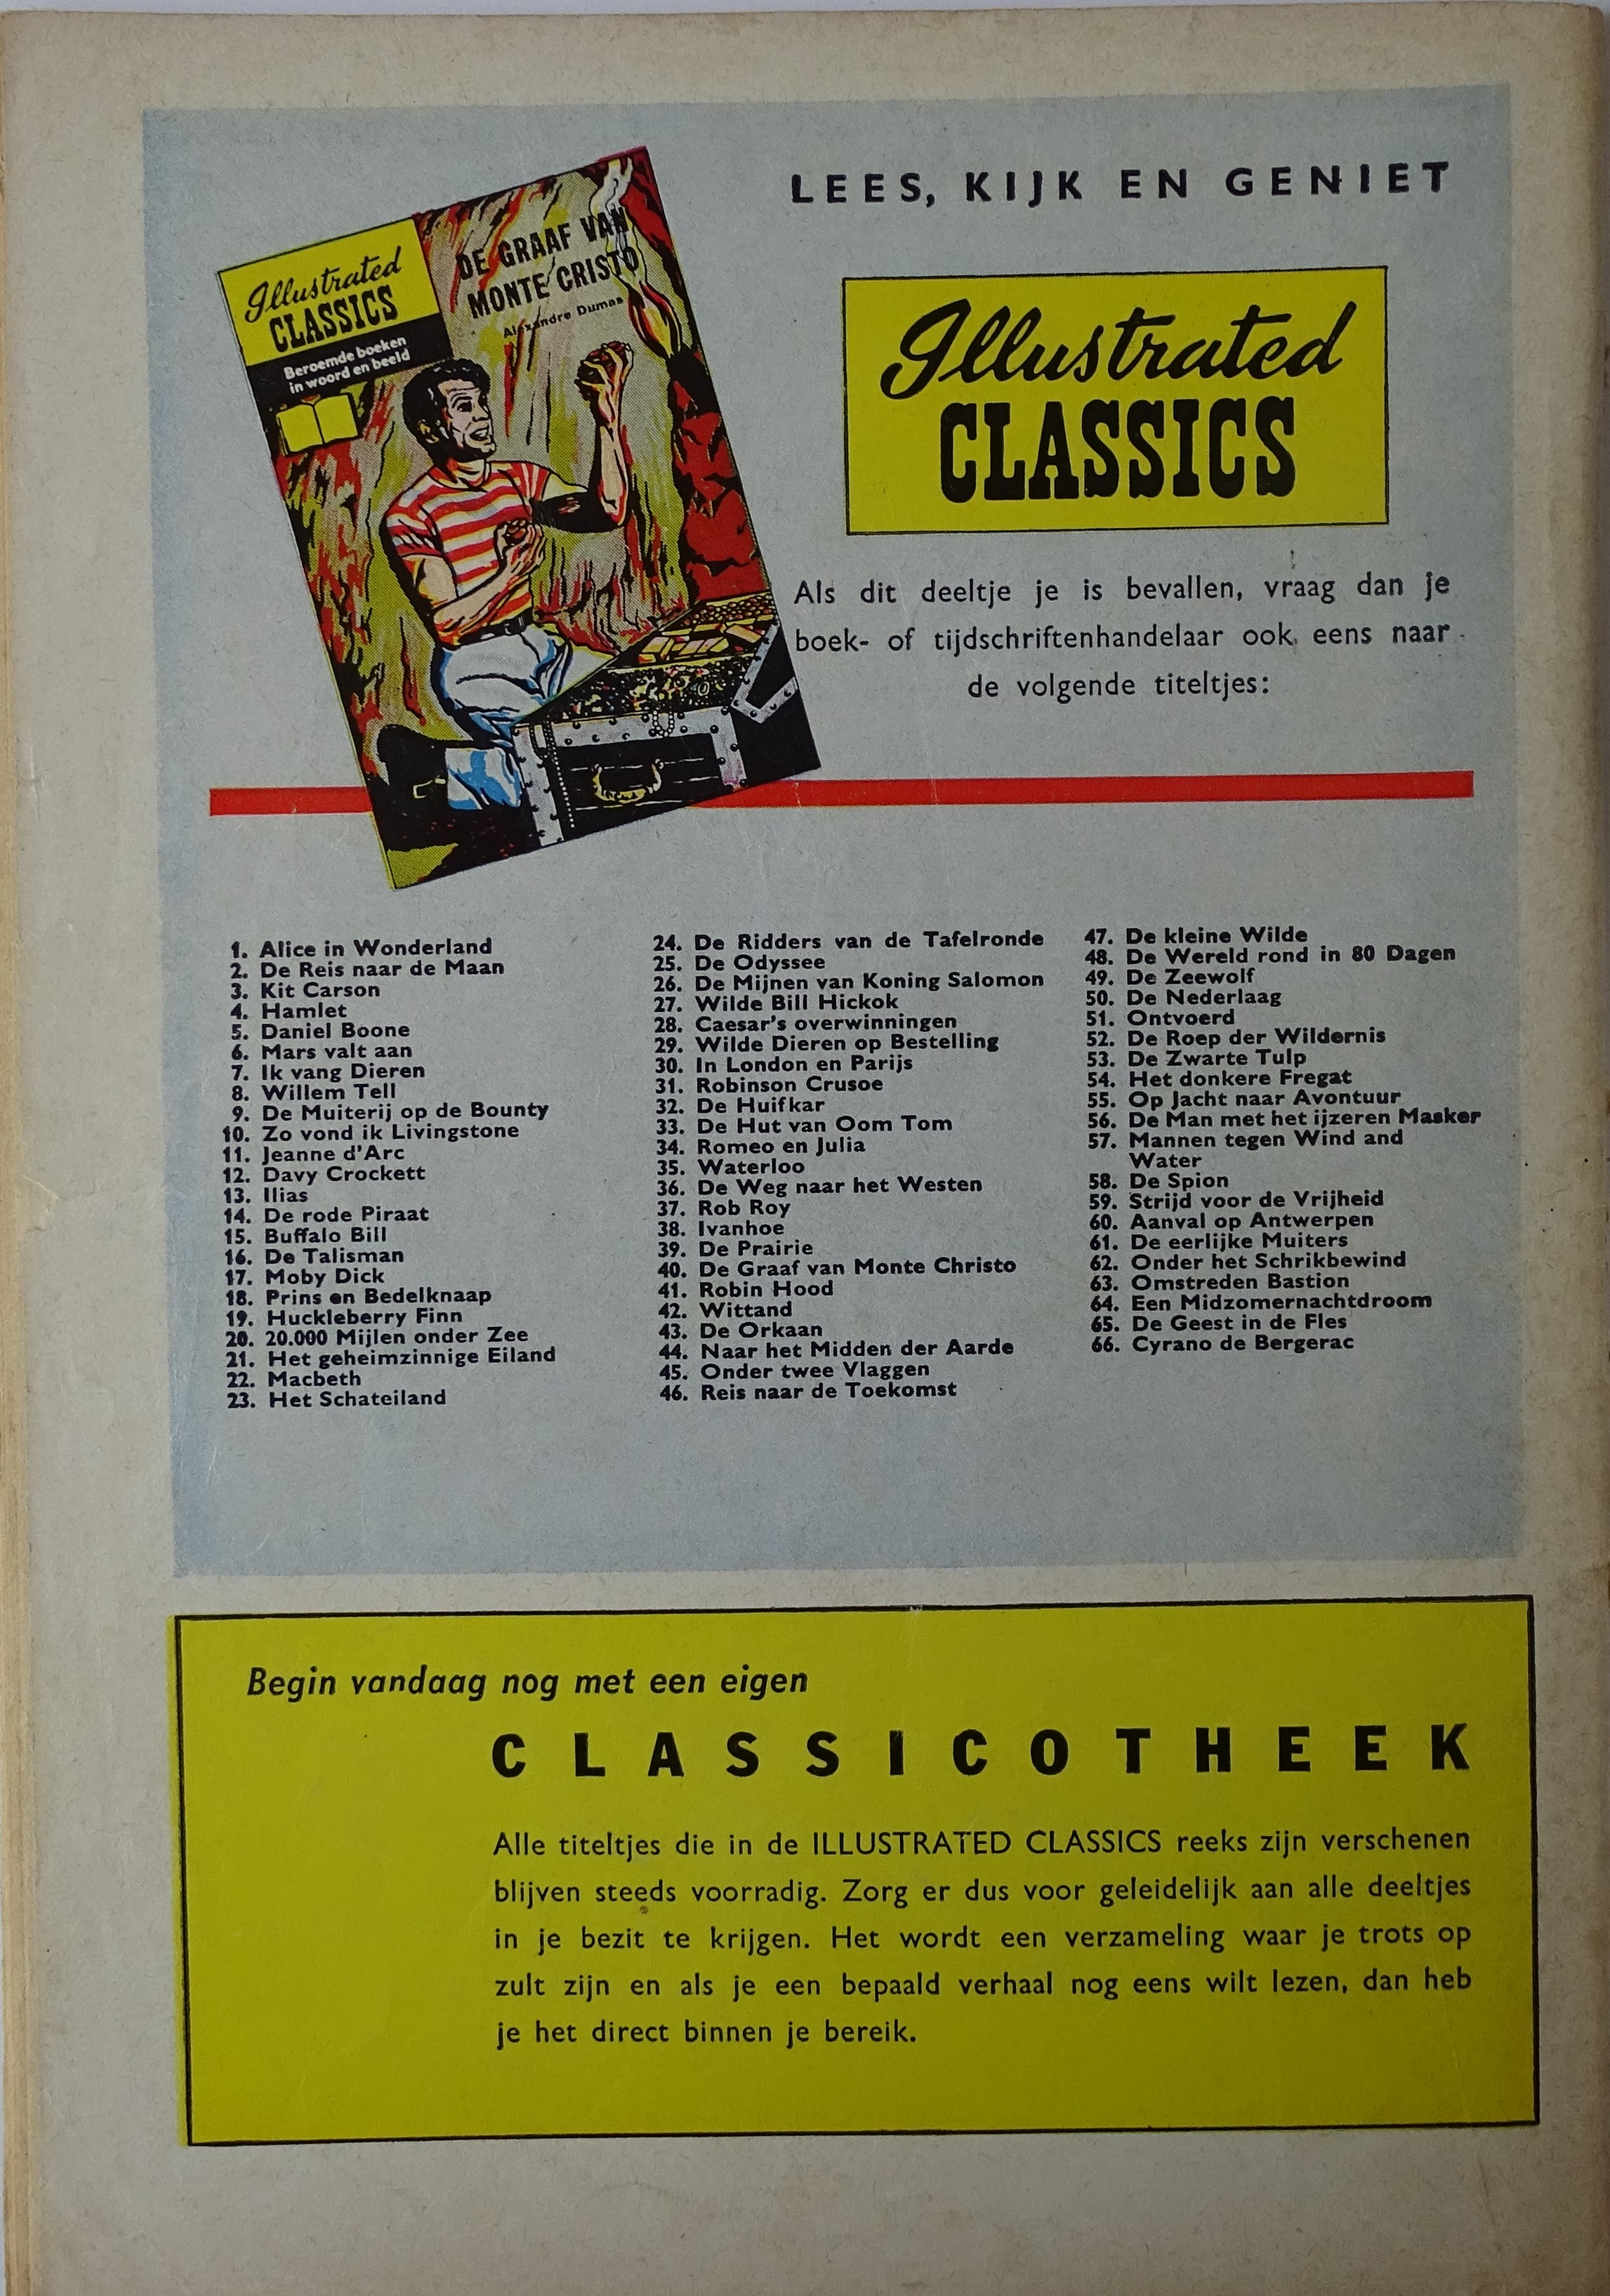 LEES, KIJK EN GENIET
Illustrated
CLASSICS
Beroemde boeken
in woord en beeld
DE GRAAF VAN
MONTE CRISTO
Alexandre Dumas
Illustrated
CLASSICS
Als dit deeltje je is bevallen, vraag dan je
boek- of tijdschriftenhandelaar ook eens naar
de volgende titeltjes:
1. Alice in Wonderland
2. De Reis naar de Maan
3. Kit Carson
4. Hamlet
5. Daniel Boone
6. Mars valt aan
7. Ik vang Dieren
8. Willem Tell
9. De Muiterij op de Bounty
10. Zo vond ik Livingstone
11. Jeanne d'Arc
12. Davy Crockett
13. Ilias
14. De rode Piraat
15. Buffalo Bill
16. De Talisman
17. Moby Dick
18. Prins en Bedelknaap
19. Huckleberry Finn
20. 20.000 Mijlen onder Zee
21. Het geheimzinnige Eiland
22. Macbeth
23. Het Schateiland
24. De Ridders van de Tafelronde
25. De Odyssee
26. De Mijnen van Koning Salomon
27. Wilde Bill Hickok
28. Caesar's overwinningen
29. Wilde Dieren op Bestelling
30. In London en Parijs
31. Robinson Crusoe
32. De Huifkar
33. De Hut van Oom Tom
34. Romeo en Julia
35. Waterloo
36. De Weg naar het Westen
37. Rob Roy
38. Ivanhoe
39. De Prairie
40. De Graaf van Monte Christo
41. Robin Hood
42. Wittand
43. De Orkaan
44. Naar het Midden der Aarde
45. Onder twee Vlaggen
46. Reis naar de Toekomst
47. De kleine Wilde
48. De Wereld rond in 80 Dagen
49. De Zeewolf
50. De Nederlaag
51. Ontvoerd
52. De Roep der Wildernis
53. De Zwarte Tulp
54. Het donkere Fregat
55. Op Jacht naar Avontuur
56. De Man met het ijzeren Masker
57. Mannen tegen Wind and
Water
58. De Spion
59. Strijd voor de Vrijheid
60. Aanval op Antwerpen
61. De eerlijke Muiters
62. Onder het Schrikbewind
63. Omstreden Bastion
64. Een Midzomernachtdroom
65. De Geest in de Fles
66. Cyrano de Bergerac
Begin vandaag nog met een eigen
CLASSICOTHEEK
Alle titeltjes die in de ILLUSTRATED CLASSICS reeks zijn verschenen
blijven steeds voorradig. Zorg er dus voor geleidelijk aan alle deeltjes
in je bezit te krijgen. Het wordt een verzameling waar je trots op
zult zijn en als je een bepaald verhaal nog eens wilt lezen, dan heb
je het direct binnen je bereik.